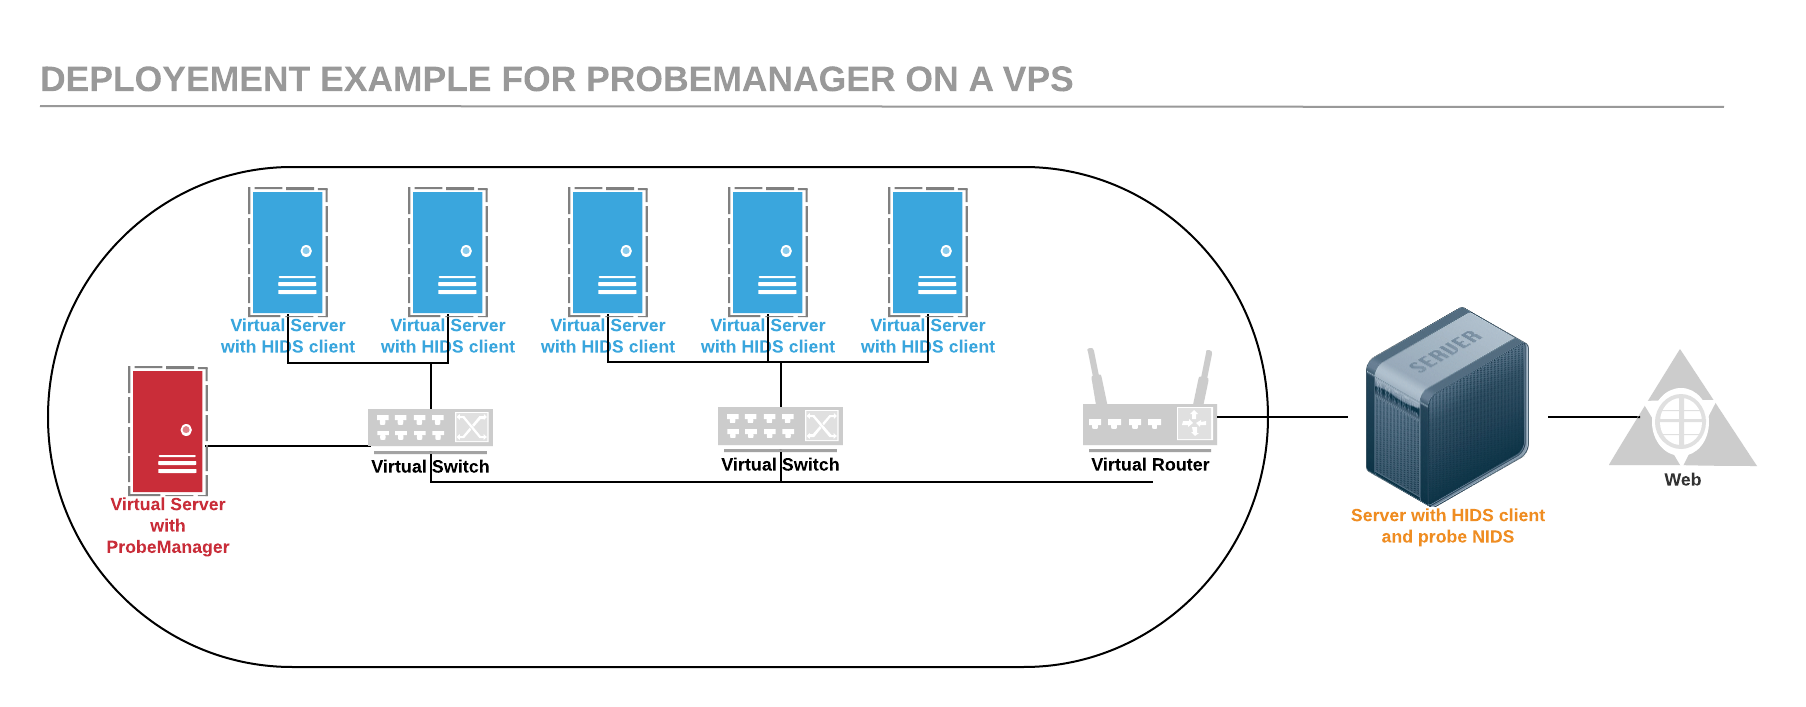 DEPLOYEMENT EXAMPLE FOR PROBEMANAGER ON A VPS
Virtual Server
with HIDS client
Virtual Server
with HIDS client
Virtual Server
with HIDS client
Virtual Server
with HIDS client
Virtual Server
with HIDS client
Virtual Server
with
ProbeManager
Virtual Switch
Virtual Switch
Virtual Router
SERVER
Server with HIDS client
and probe NIDS
Web